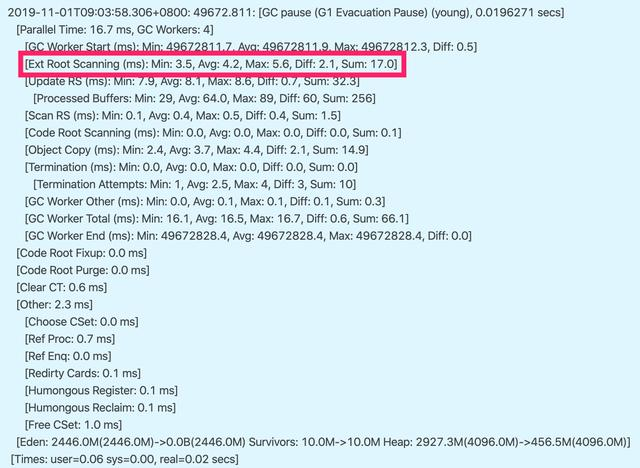 2019-11-01T09:03:58.306+0800: 49672.811: [GC pause (G1 Evacuation Pause) (young), 0.0196271 secs]
[Parallel Time: 16.7 ms, GC Workers: 4]
[GC Worker Start (ms): Min: 49672811.7, Avg: 49672811.9, Max: 49672812.3, Diff: 0.5]
[Ext Root Scanning (ms): Min: 3.5, Avg: 4.2, Max: 5.6, Diff: 2.1, Sum: 17.0]
[Update RS (ms): Min: 7.9, Avg: 8.1, Max: 8.6, Diff: 0.7, Sum: 32.3]
[Processed Buffers: Min: 29, Avg: 64.0, Max: 89, Diff: 60, Sum: 256]
[Scan RS (ms): Min: 0.1, Avg: 0.4, Max: 0.5, Diff: 0.4, Sum: 1.5]
[Code Root Scanning (ms): Min: 0.0, Avg: 0.0, Max: 0.0, Diff: 0.0, Sum: 0.1]
[Object Copy (ms): Min: 2.4, Avg: 3.7, Max: 4.4, Diff: 2.1, Sum: 14.9]
[Termination (ms): Min: 0.0, Avg: 0.0, Max: 0.0, Diff: 0.0, Sum: 0.0]
[Termination Attempts: Min: 1, Avg: 2.5, Max: 4, Diff: 3, Sum: 10]
[GC Worker Other (ms): Min: 0.0, Avg: 0.1, Max: 0.1, Diff: 0.1, Sum: 0.3]
[GC Worker Total (ms): Min: 16.1, Avg: 16.5, Max: 16.7, Diff: 0.6, Sum: 66.1]
[GC Worker End (ms): Min: 49672828.4, Avg: 49672828.4, Max: 49672828.4, Diff: 0.0]
[Code Root Fixup: 0.0 ms]
[Code Root Purge: 0.0 ms]
[Clear CT: 0.6 ms]
[Other: 2.3 ms]
[Choose CSet: 0.0 ms]
[Ref Proc: 0.7 ms]
[Ref Enq: 0.0 ms]
[Redirty Cards: 0.1 ms]
[Humongous Register: 0.1 ms]
[Humongous Reclaim: 0.1 ms]
[Free CSet: 1.0 ms]
[Eden: 2446.0M(2446.0M)->0.0B(2446.0M) Survivors: 10.0M->10.0M Heap: 2927.3M(4096.0M)->456.5M(4096.0M)]
[Times: user=0.06 sys=0.00, real=0.02 secs]